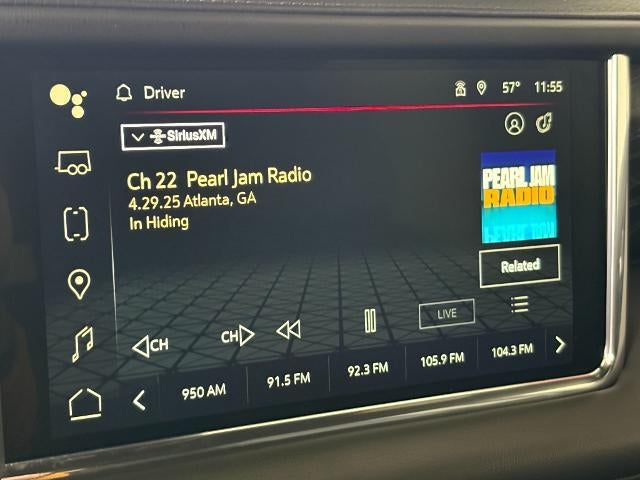 Driver
57° 11:55
SiriusXM
Ch 22 Pearl Jam Radio
4.29.25 Atlanta, GA
In Hiding
PEARL JAM
RADIO
Related
CH
CH
LIVE
950 AM
91.5 FM
92.3 FM
105.9 FM
104.3 FM